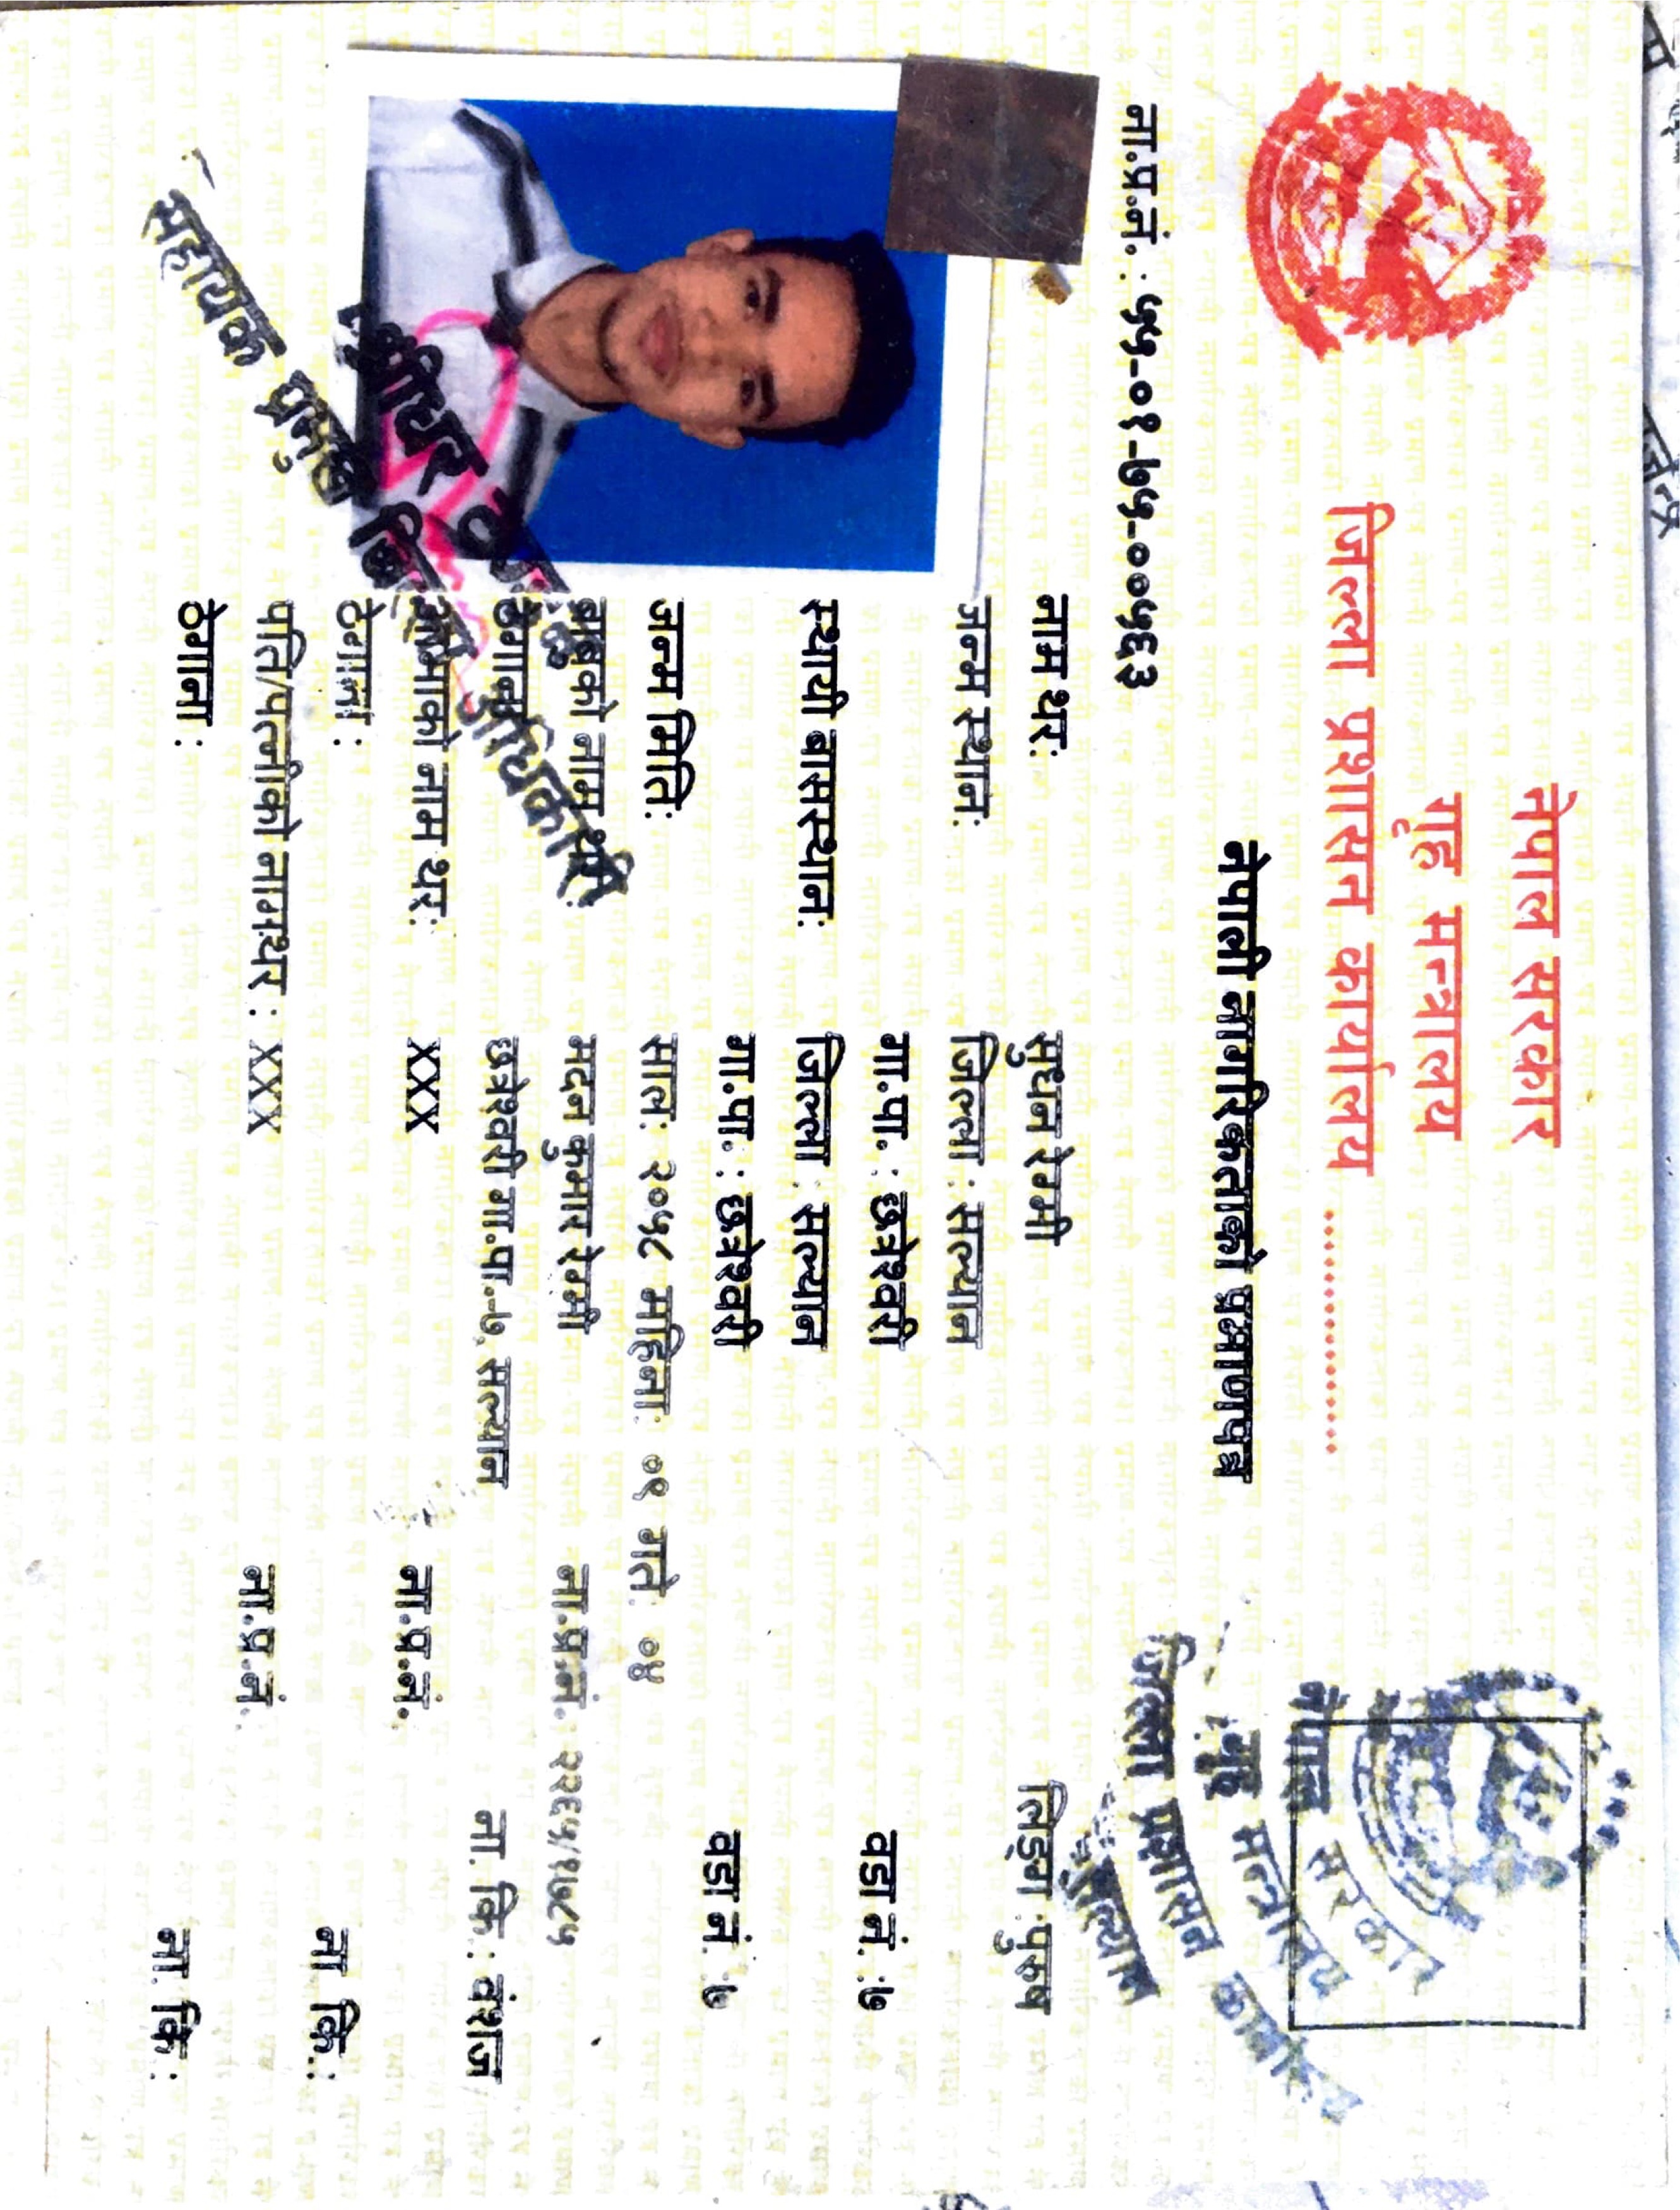 नेपाल सरकार
गृह मन्त्रालय
जिल्ला प्रशासन कार्यालय ................
नेपाली नागरिकताको प्रमाणपत्र
नेपाल सरकार
गृह मन्त्रालय
जिल्ला प्रशासन कार्यालय
सल्यान
ना.प्र.नं. : ५५-०१-७५-००५६३
नाम थर: सुधन रेग्मी लिङ्ग : पुरुष
जन्म स्थान: जिल्ला : सल्यान
गा.पा. : छत्रेश्वरी वडा नं. :७
स्थायी बासस्थान: जिल्ला : सल्यान
गा.पा. : छत्रेश्वरी वडा नं. :७
जन्म मिति: साल: २०५८ महिना: ०९ गते: ०४
बाबुको नाम थर: मदन कुमार रेग्मी ना.प्र.नं.: २२६५/१७८५
ठेगाना: छत्रेश्वरी गा.पा.-७, सल्यान ना. कि.: वंशज
आमाको नाम थर: XXX ना.प्र.नं.
ठेगाना : ना कि.:
पति/पत्नीको नामथर : XXX ना.प्र.नं.
ठेगाना : ना. कि :
सहायक प्रमुख जिल्ला अधिकारी